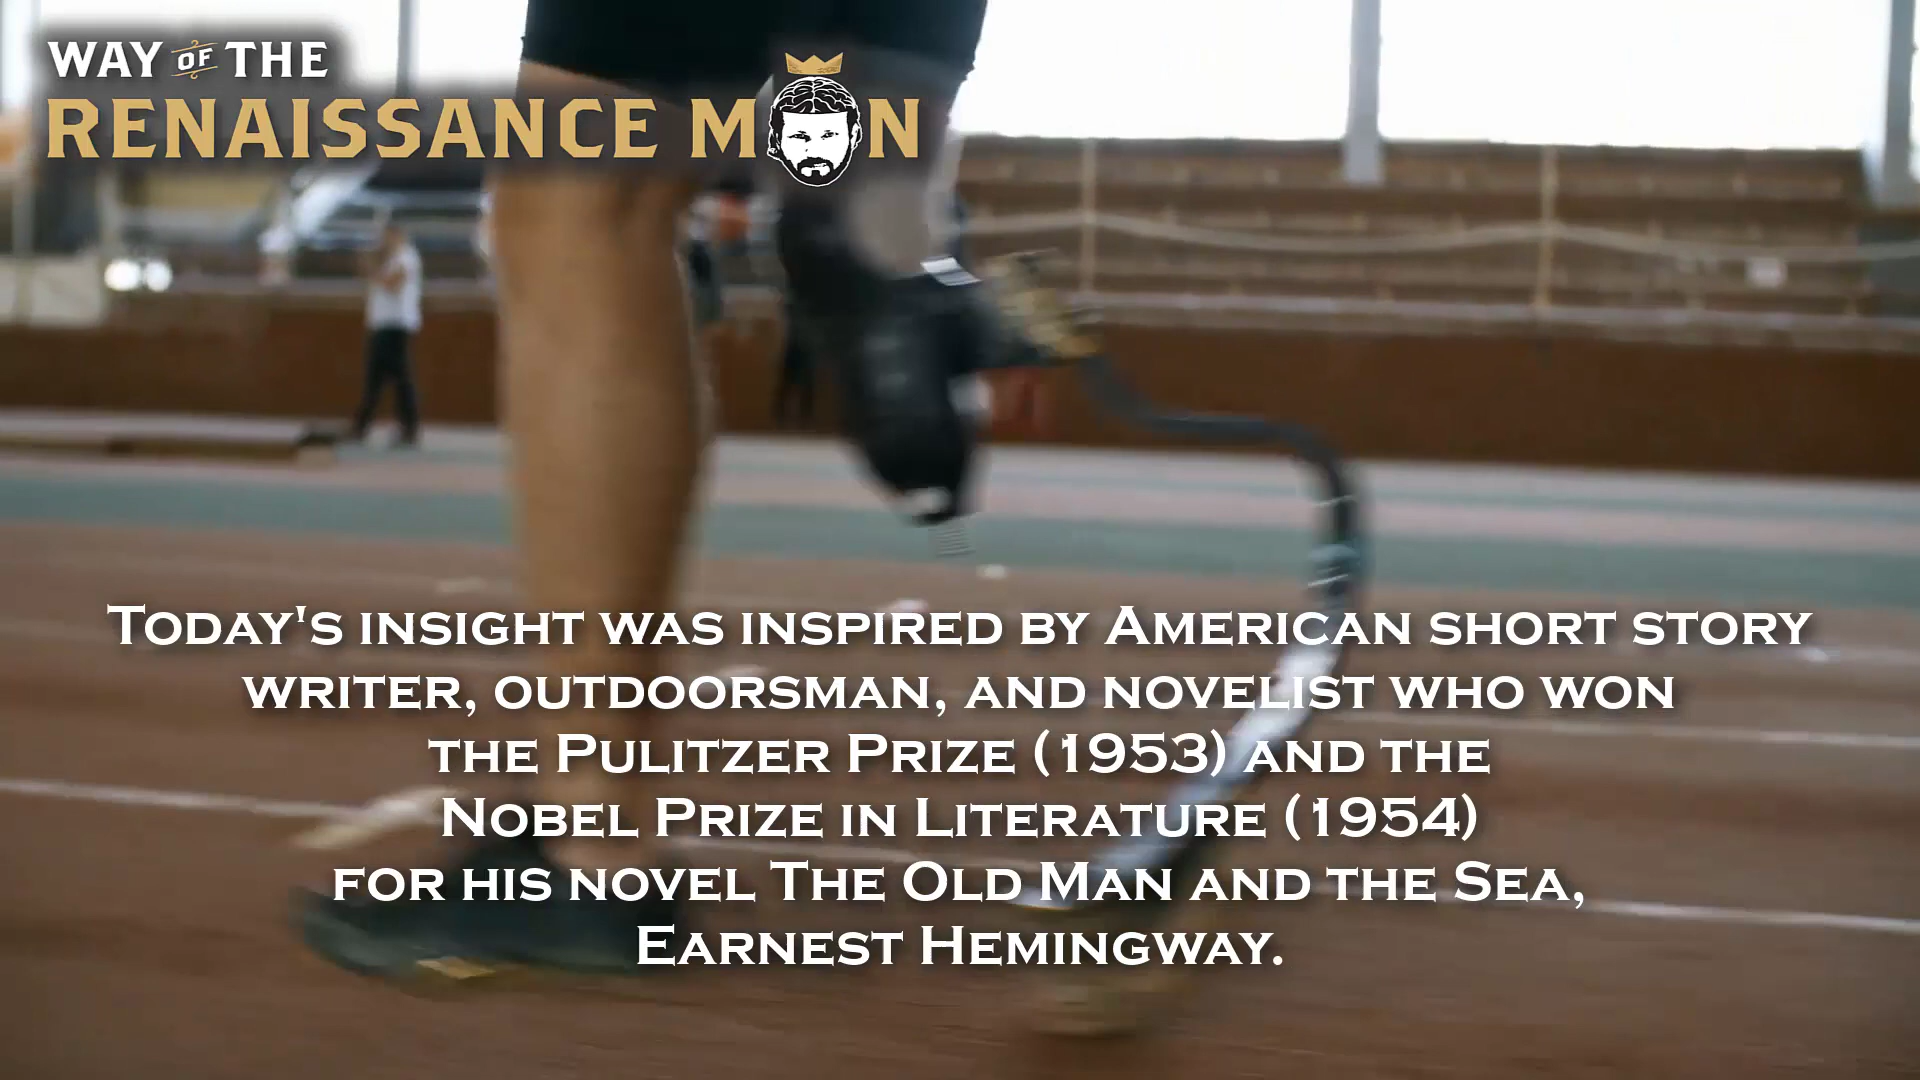 WAY OF THE
RENAISSANCE MAN
TODAY'S INSIGHT WAS INSPIRED BY AMERICAN SHORT STORY
WRITER, OUTDOORSMAN, AND NOVELIST WHO WON
THE PULITZER PRIZE (1953) AND THE
NOBEL PRIZE IN LITERATURE (1954)
FOR HIS NOVEL THE OLD MAN AND THE SEA,
EARNEST HEMINGWAY.